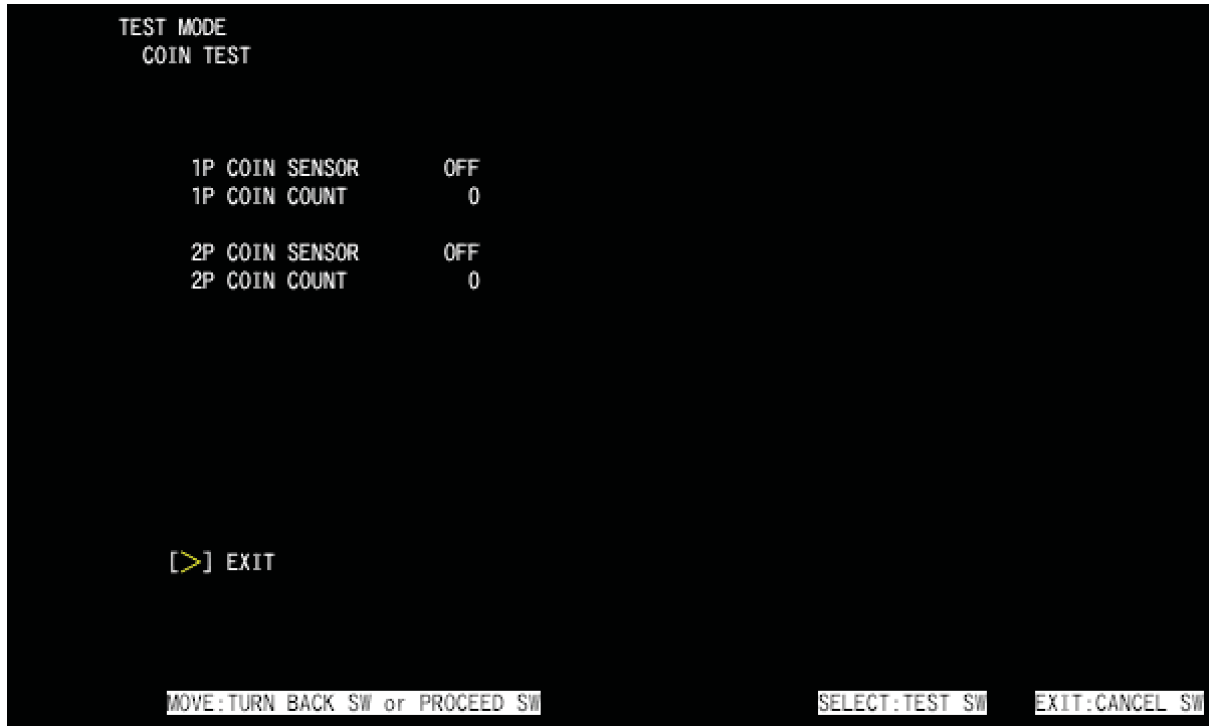 TEST MODE
COIN TEST
1P COIN SENSOR OFF
1P COIN COUNT 0
2P COIN SENSOR OFF
2P COIN COUNT 0
[>] EXIT
MOVE:TURN BACK SW or PROCEED SW SELECT:TEST SW EXIT:CANCEL SW